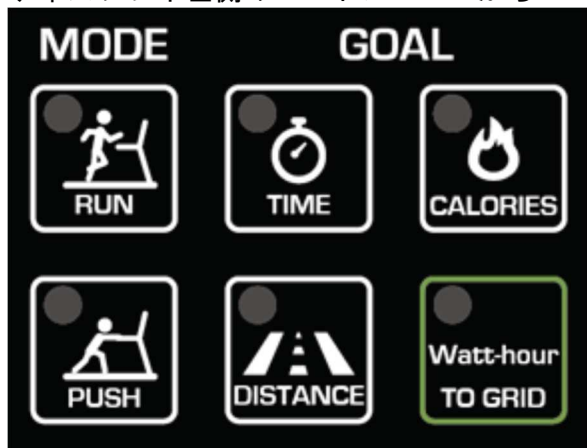 MODE
GOAL
RUN
TIME
CALORIES
PUSH
DISTANCE
Watt-hour
TO GRID